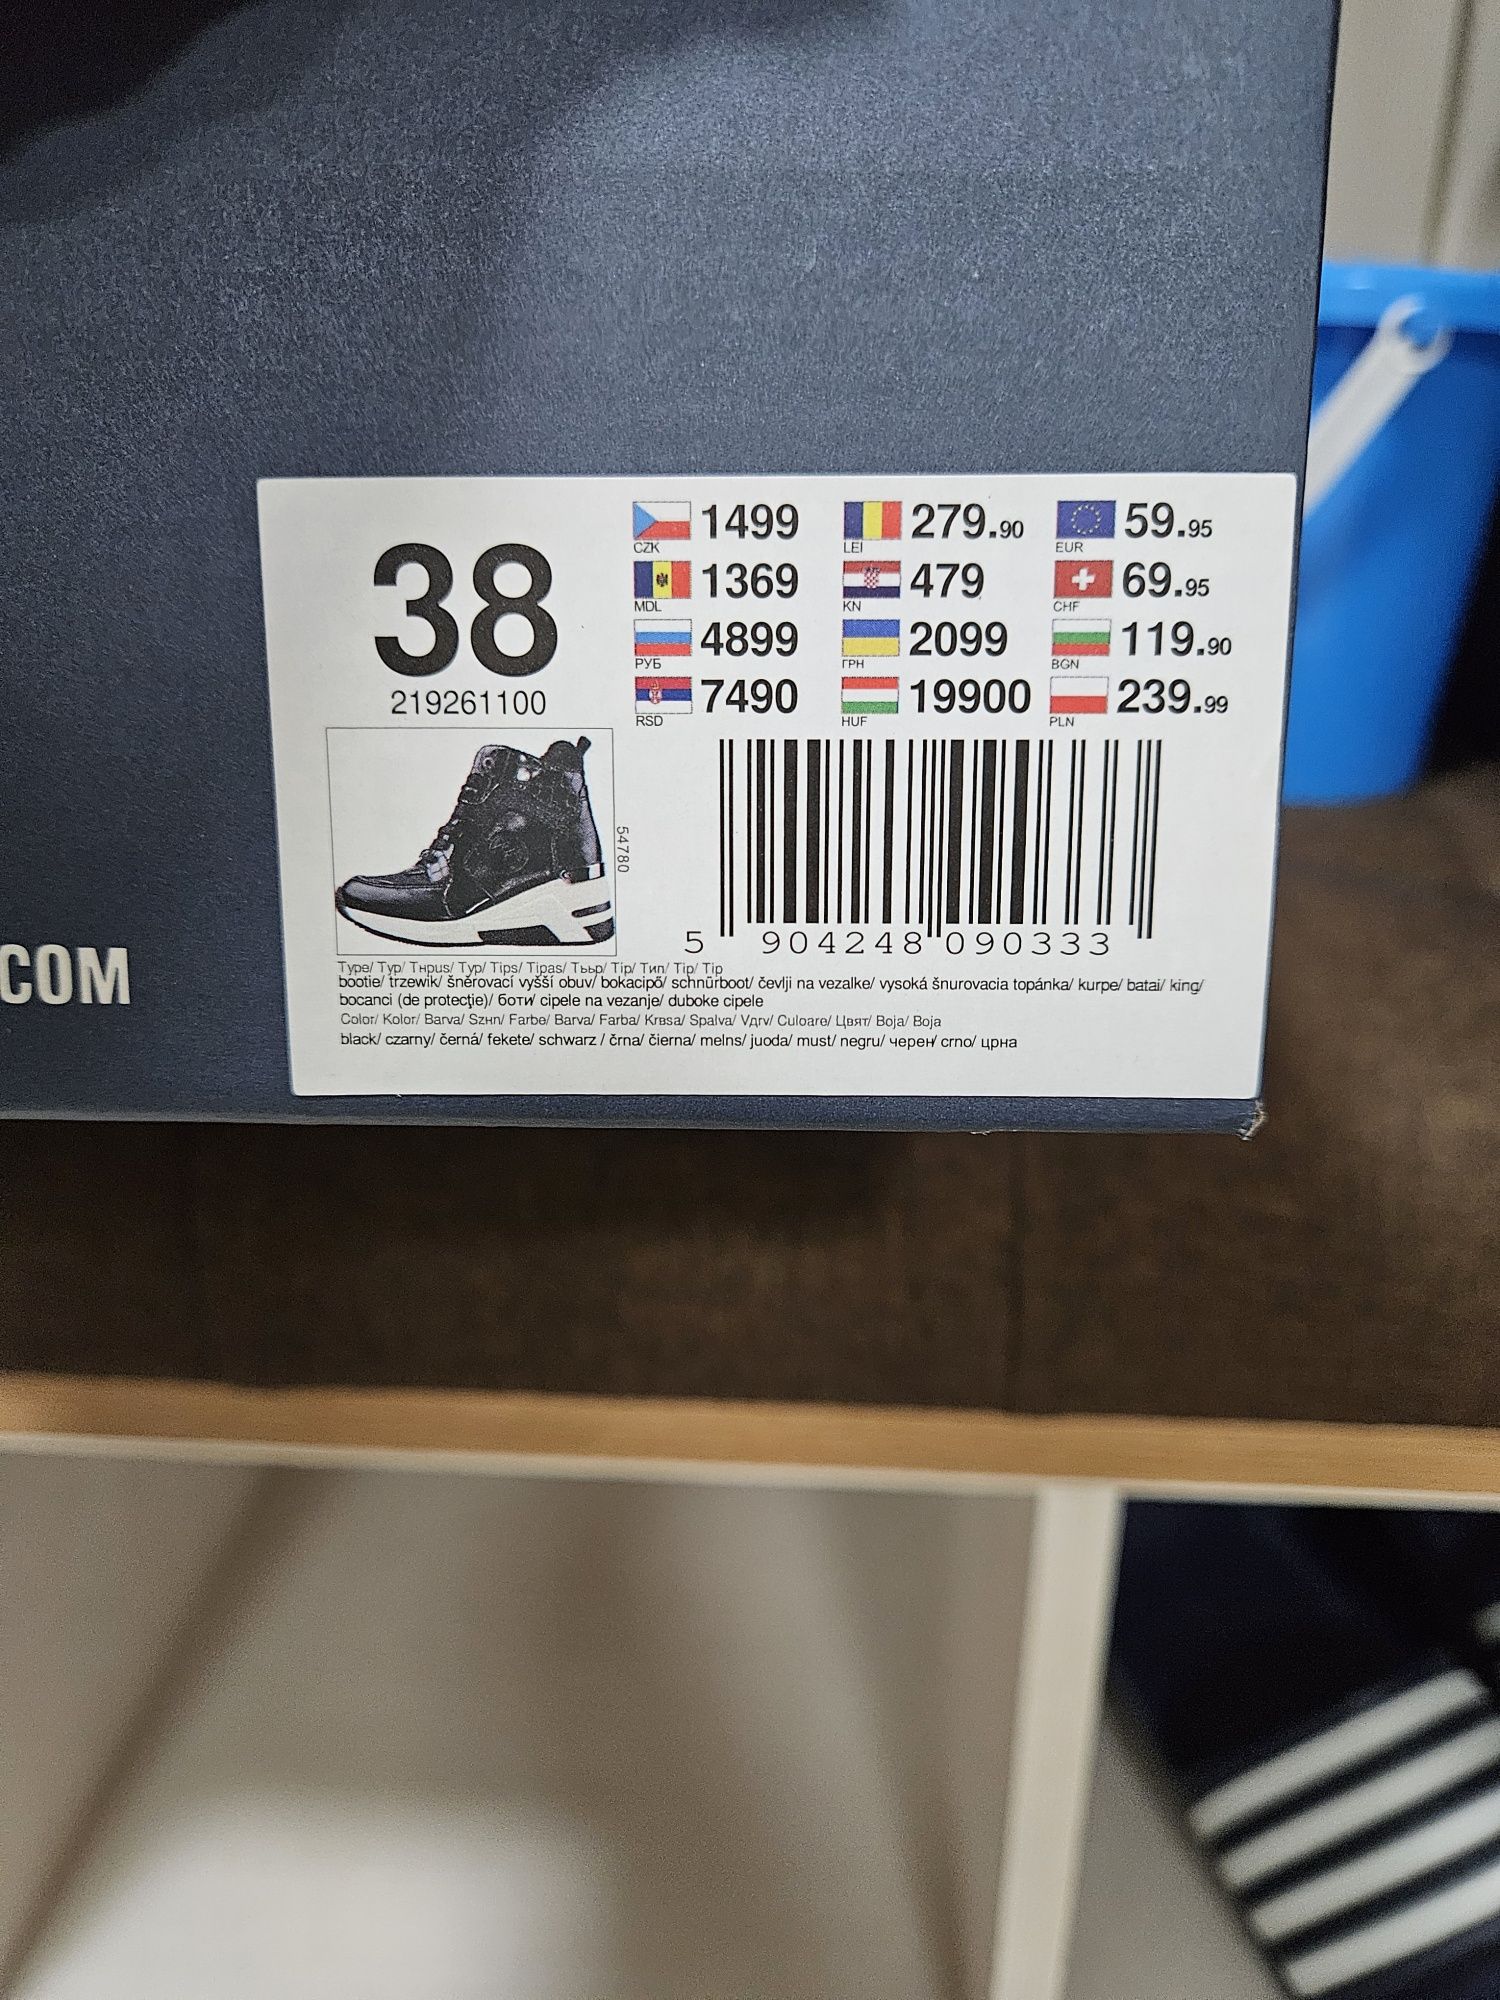 38
219261100
CZK 1499 LEI 279.90 EUR 59.95
MDL 1369 KN 479 CHF 69.95
РУБ 4899 ГРН 2099 BGN 119.90
RSD 7490 HUF 19900 PLN 239.99
54780
5 904248 090333
.COM
Type/ Typ/ Тнрus/ Typ/ Tips/ Tipas/ Тььр/ Tip/ Тип/ Tip/ Tip
bootie/ trzewik/ šněrovací vyšší obuv/ bokacipő/ schnürboot/ čevlji na vezalke/ vysoká šnurovacia topánka/ kurpe/ batai/ king/
bocanci (de protecţie)/ боти/ cipele na vezanje/ duboke cipele
Color/ Kolor/ Barva/ Szнn/ Farbe/ Barva/ Farba/ Krвsa/ Spalva/ Vдrv/ Culoare/ Цвят/ Boja/ Boja
black/ czarny/ černá/ fekete/ schwarz / črna/ čierna/ melns/ juoda/ must/ negru/ черен/ crno/ црна